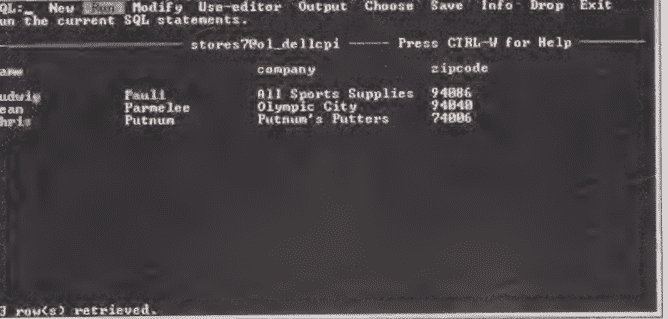 QL: New Run Modify Use-editor Output Choose Save Info Drop Exit
un the current SQL statements.
stores7@ol_dellcpi Press CTRL-W for Help
ame company zipcode
udwig Pauli All Sports Supplies 94086
ean Parmelee Olympic City 94040
hris Putnum Putnum's Putters 74006
3 row(s) retrieved.